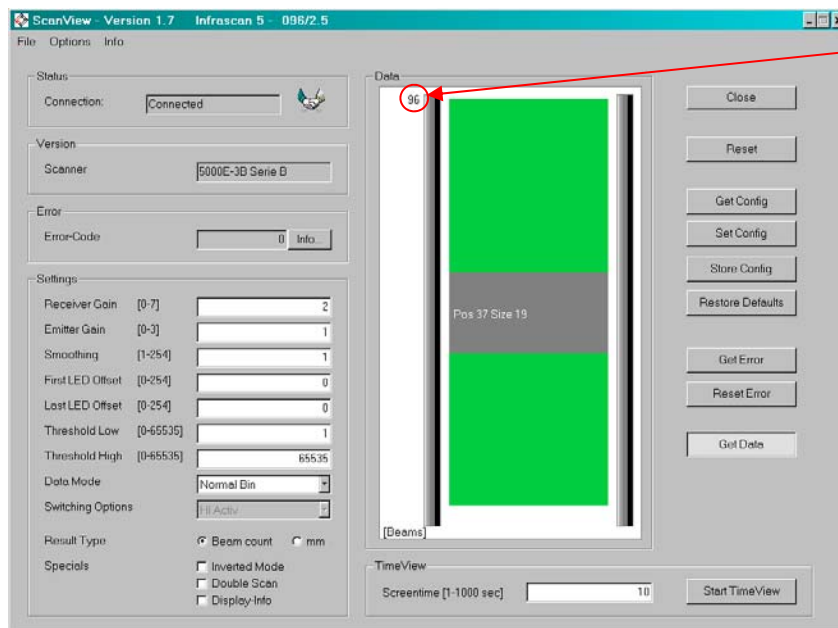 ScanView - Version 1.7 Infrascan 5 - 096/2.5
File Options Info
Status
Connection: Connected
Version
Scanner 5000E-3B Serie B
Error
Error-Code 0 Info...
Settings
Receiver Gain [0-7] 2
Emitter Gain [0-3] 1
Smoothing [1-254] 1
First LED Offset [0-254] 0
Last LED Offset [0-254] 0
Threshold Low [0-65535] 1
Threshold High [0-65535] 65535
Data Mode Normal Bin
Switching Options HI Activ
Result Type Beam count mm
Specials Inverted Mode
Double Scan
Display-Info
Data
96
Pos 37 Size 19
[Beams]
Close
Reset
Get Config
Set Config
Store Config
Restore Defaults
Get Error
Reset Error
Get Data
TimeView
Screentime [1-1000 sec] 10 Start TimeView